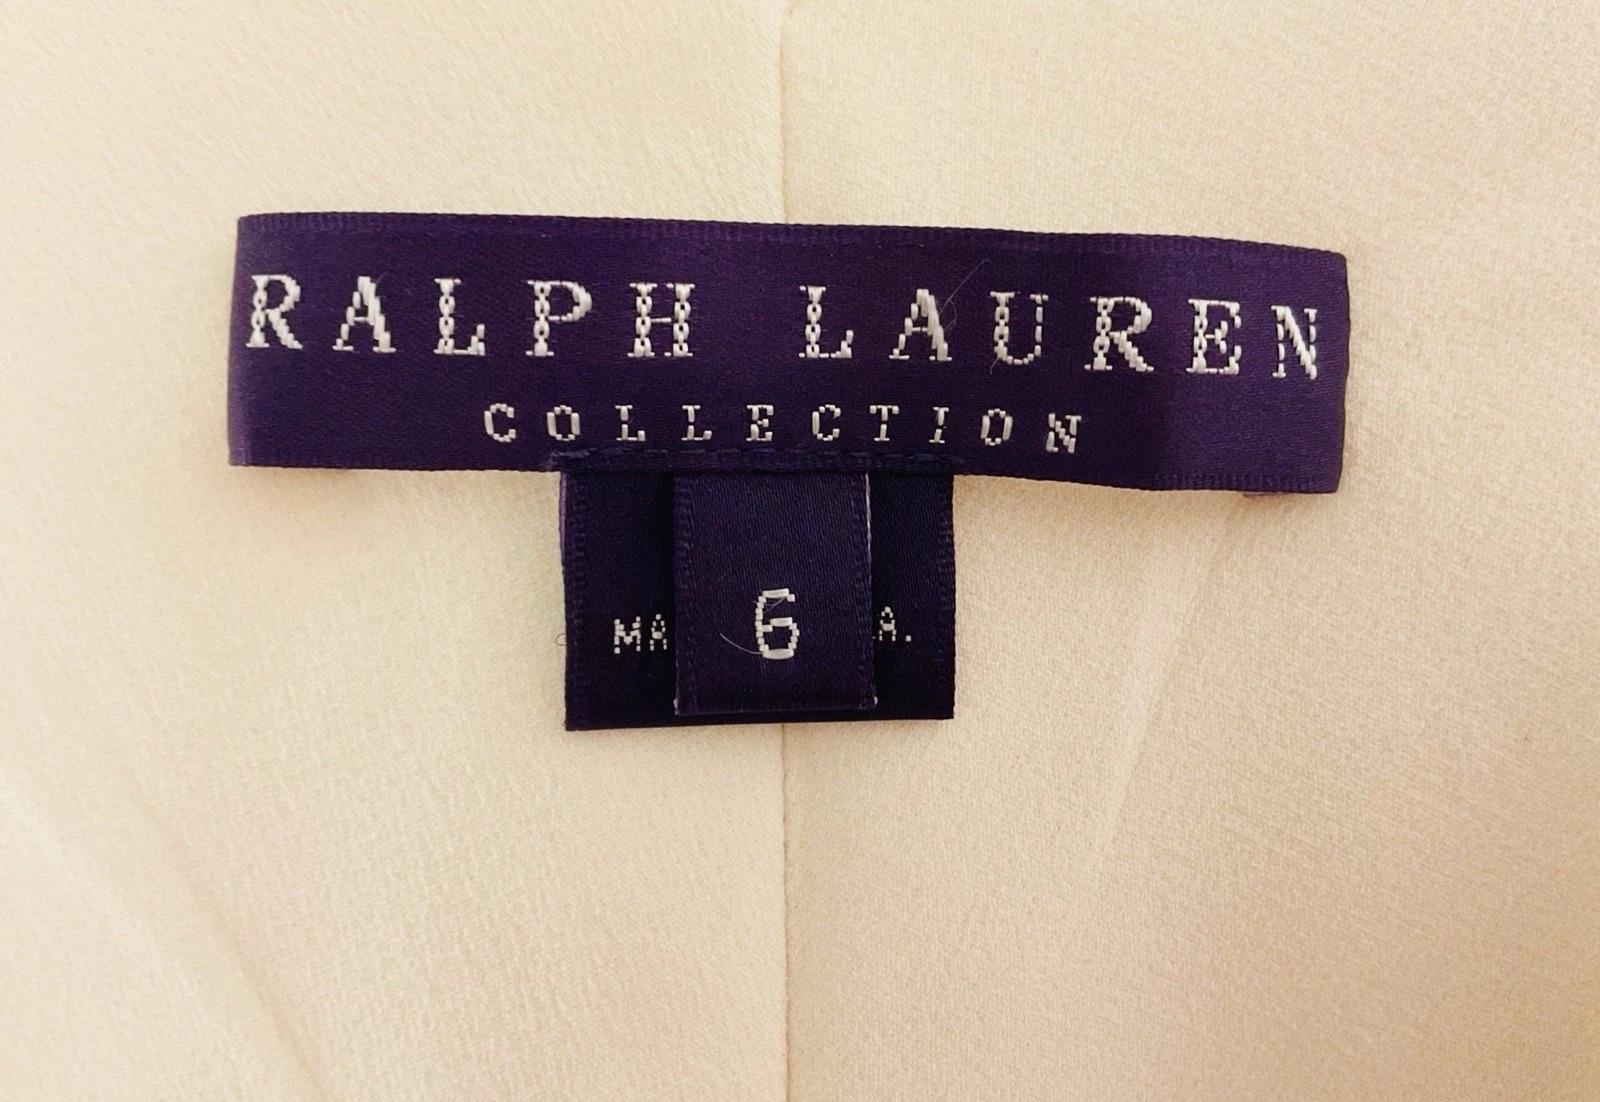 RALPH LAUREN
COLLECTION
MA 6 A.